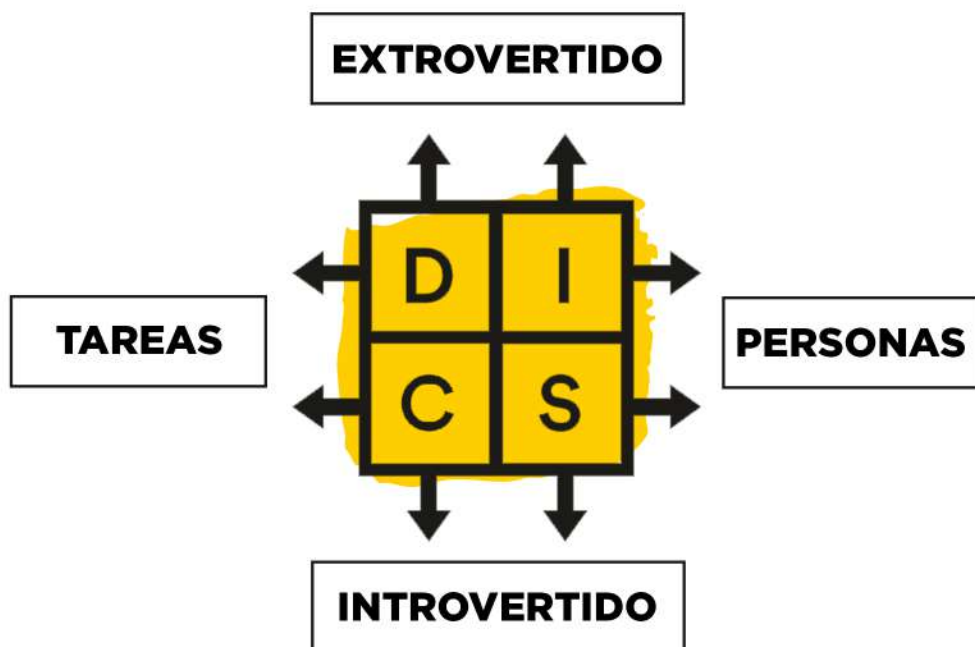 EXTROVERTIDO
D I
TAREAS
PERSONAS
C S
INTROVERTIDO